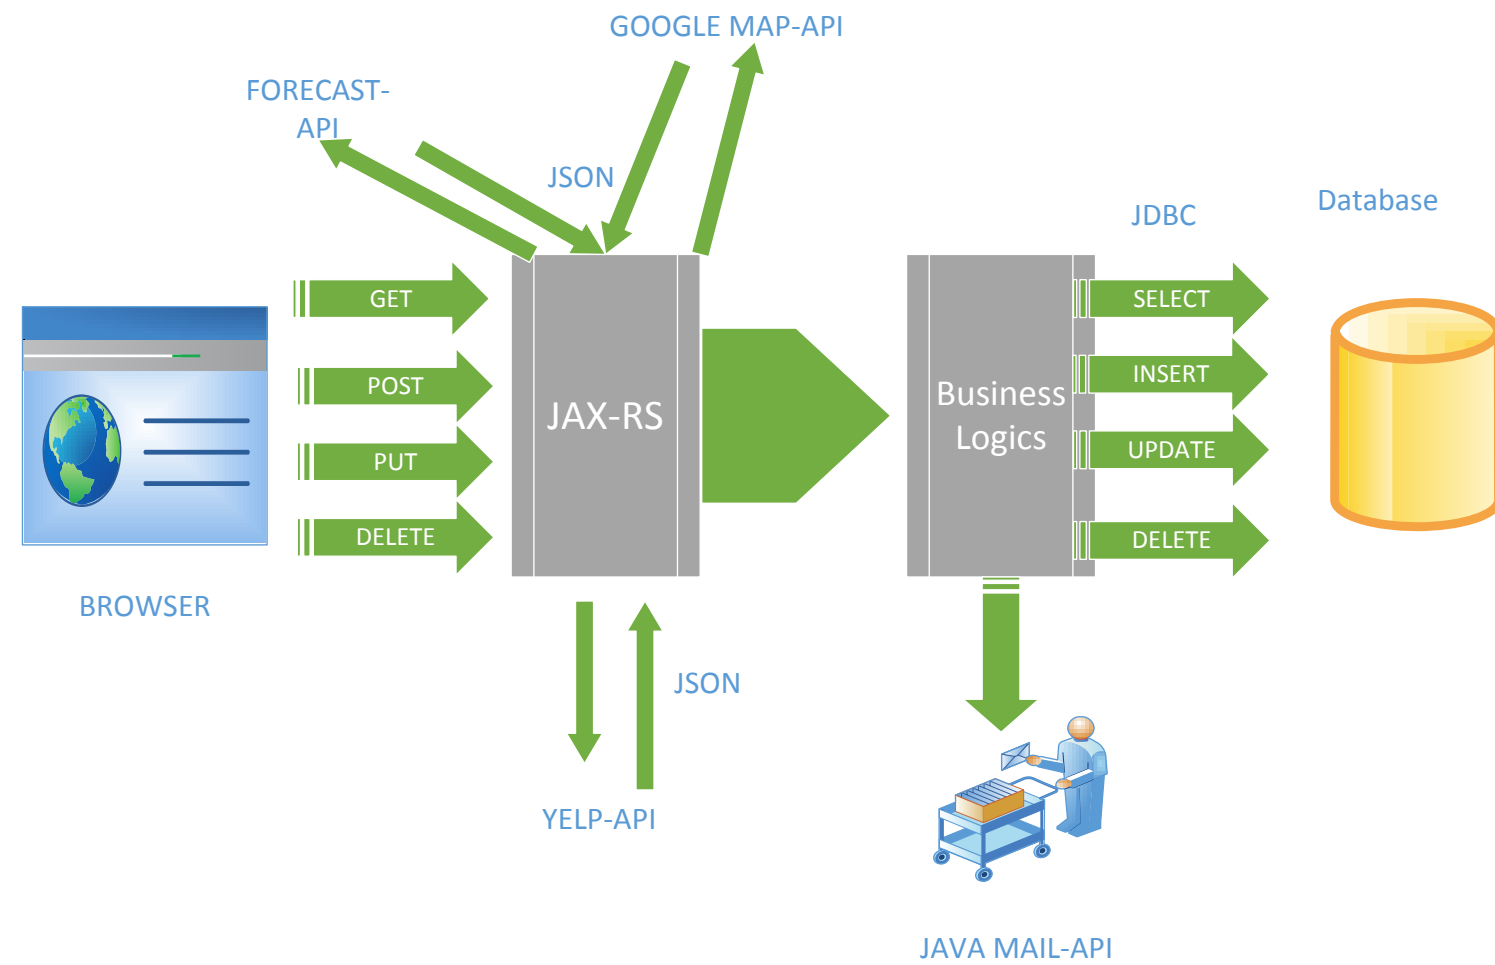 GOOGLE MAP-API
FORECAST-
API
JSON
JDBC
Database
GET
POST
PUT
DELETE
JAX-RS
Business
Logics
SELECT
INSERT
UPDATE
DELETE
BROWSER
JSON
YELP-API
JAVA MAIL-API